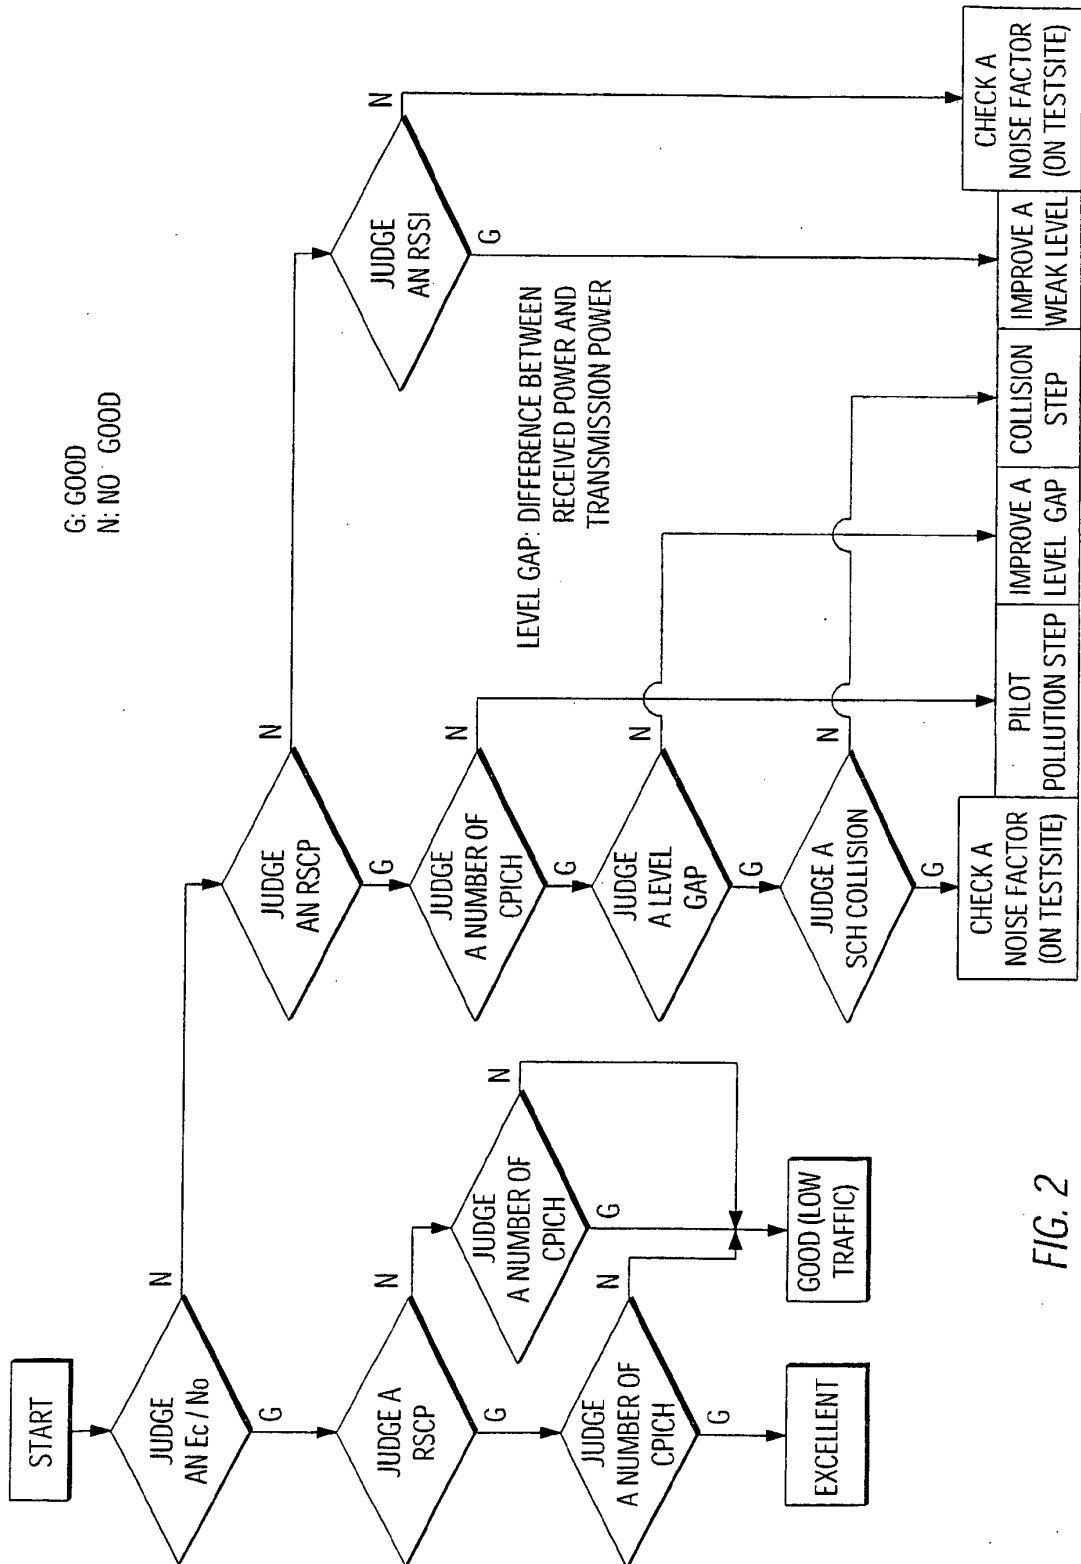 G: GOOD
N: NO GOOD
START
JUDGE
AN Ec / No
N
G
JUDGE A
RSCP
N
G
JUDGE
A NUMBER OF
CPICH
N
G
EXCELLENT
JUDGE
A NUMBER OF
CPICH
N
G
GOOD (LOW
TRAFFIC)
JUDGE
AN RSCP
N
G
JUDGE
A NUMBER OF
CPICH
N
G
JUDGE
A LEVEL
GAP
N
G
JUDGE A
SCH COLLISION
N
G
JUDGE
AN RSSI
N
G
LEVEL GAP: DIFFERENCE BETWEEN
RECEIVED POWER AND
TRANSMISSION POWER
CHECK A
NOISE FACTOR
(ON TESTSITE)
PILOT
POLLUTION STEP
IMPROVE A
LEVEL GAP
COLLISION
STEP
IMPROVE A
WEAK LEVEL
CHECK A
NOISE FACTOR
(ON TESTSITE)
FIG. 2